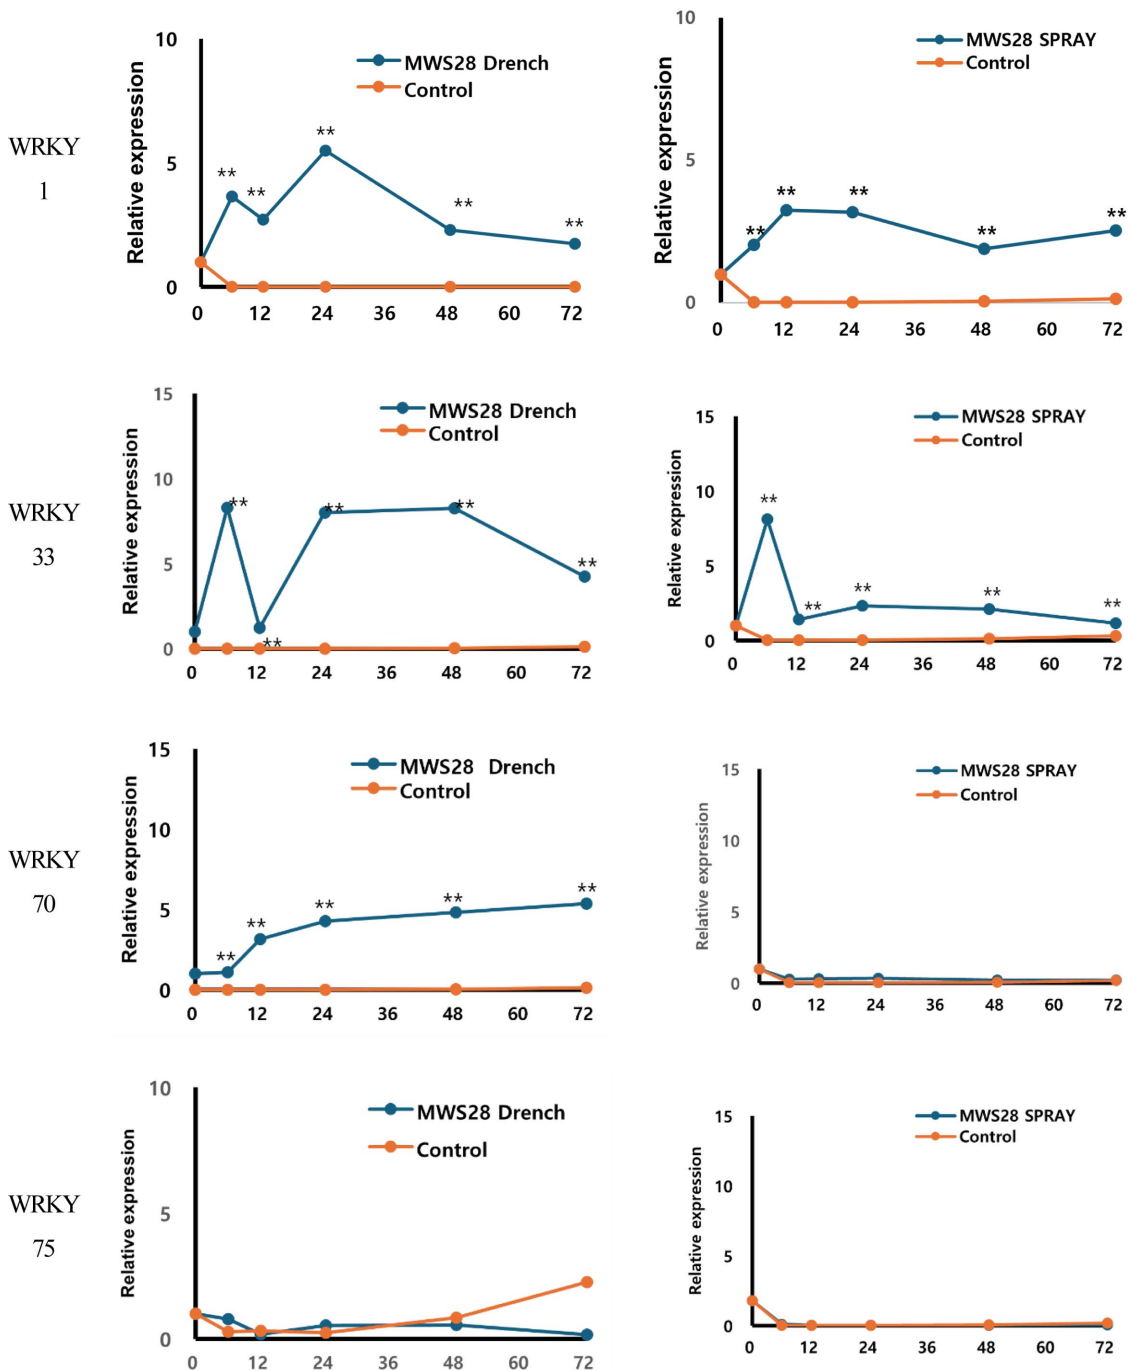 WRKY
1
Relative expression
10
5
0
MWS28 Drench
Control
**
**
**
**
**
0 12 24 36 48 60 72
Relative expression
10
5
0
MWS28 SPRAY
Control
**
**
**
**
**
0 12 24 36 48 60 72
WRKY
33
Relative expression
15
10
5
0
MWS28 Drench
Control
**
**
**
**
**
0 12 24 36 48 60 72
Relative expression
15
10
5
0
MWS28 SPRAY
Control
**
**
**
**
**
0 12 24 36 48 60 72
WRKY
70
Relative expression
15
10
5
0
MWS28 Drench
Control
**
**
**
**
**
0 12 24 36 48 60 72
Relative expression
15
10
5
0
MWS28 SPRAY
Control
0 12 24 36 48 60 72
WRKY
75
Relative expression
10
5
0
MWS28 Drench
Control
0 12 24 36 48 60 72
Relative expression
15
10
5
0
MWS28 SPRAY
Control
0 12 24 36 48 60 72